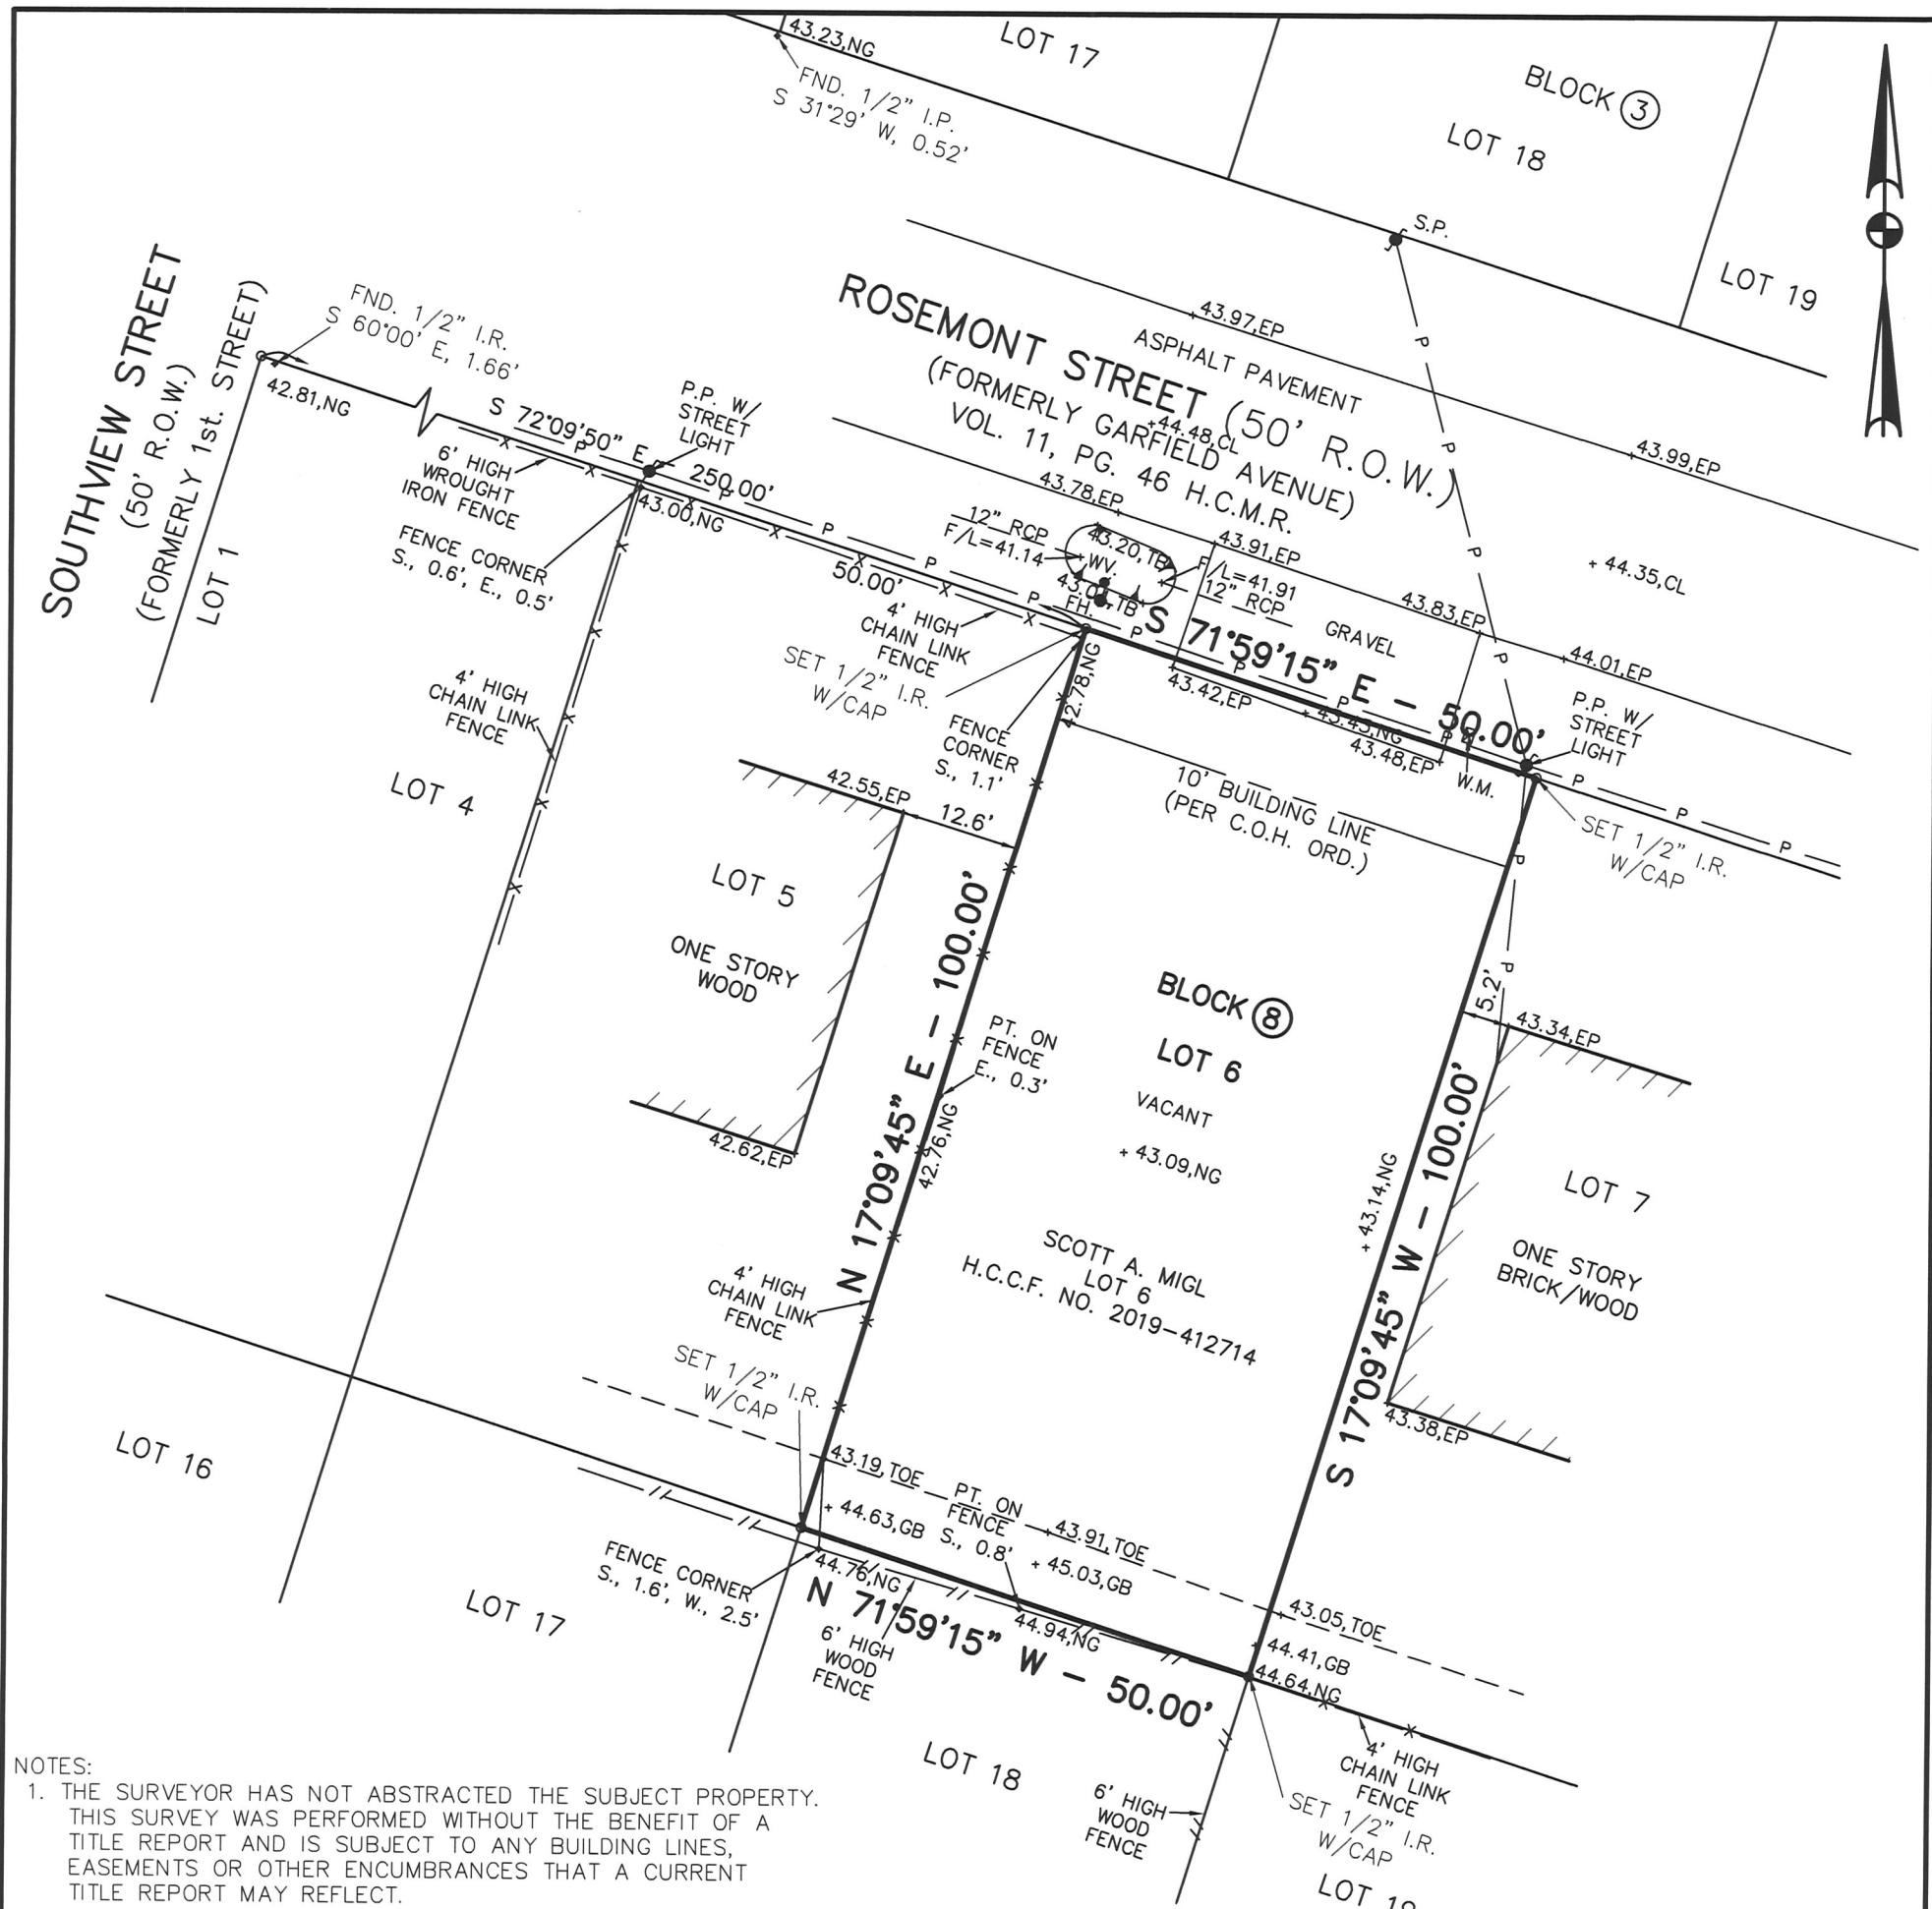 43.23,NG
LOT 17
FND. 1/2" I.P.
S 31°29' W, 0.52'
BLOCK 3
LOT 18
S.P.
LOT 19
SOUTHVIEW STREET
(50' R.O.W.)
(FORMERLY 1st. STREET)
LOT 1
FND. 1/2" I.R.
S 60°00' E, 1.66'
42.81,NG
S 72°09'50" E - 250.00'
P.P. W/
STREET
LIGHT
6' HIGH
WROUGHT
IRON FENCE
43.00,NG
FENCE CORNER
S., 0.6', E., 0.5'
50.00'
ROSEMONT STREET (50' R.O.W.)
(FORMERLY GARFIELD AVENUE)
VOL. 11, PG. 46 H.C.M.R.
43.97,EP
ASPHALT PAVEMENT
44.48,CL
43.99,EP
44.35,CL
43.78,EP
12" RCP
F/L=41.14
43.20,TB
WV.
FH.
F/L=41.91
12" RCP
43.91,EP
GRAVEL
43.83,EP
44.01,EP
4' HIGH
CHAIN LINK
FENCE
SET 1/2" I.R.
W/CAP
FENCE
CORNER
S., 1.1'
42.78,NG
S 71°59'15" E - 50.00'
43.42,EP
43.43,NG
43.48,EP
W.M.
P.P. W/
STREET
LIGHT
SET 1/2" I.R.
W/CAP
10' BUILDING LINE
(PER C.O.H. ORD.)
4' HIGH
CHAIN LINK
FENCE
LOT 4
42.55,EP
12.6'
LOT 5
ONE STORY
WOOD
42.62,EP
N 17°09'45" E - 100.00'
PT. ON
FENCE
E., 0.3'
42.76,NG
BLOCK 8
LOT 6
VACANT
43.09,NG
SCOTT A. MIGL
LOT 6
H.C.C.F. NO. 2019-412714
5.2'
43.34,EP
43.14,NG
S 17°09'45" W - 100.00'
LOT 7
ONE STORY
BRICK/WOOD
43.38,EP
4' HIGH
CHAIN LINK
FENCE
SET 1/2" I.R.
W/CAP
LOT 16
43.19,TOE
PT. ON
FENCE
S., 0.8'
44.63,GB
43.91,TOE
45.03,GB
FENCE CORNER
S., 1.6', W., 2.5'
44.76,NG
44.94,NG
N 71°59'15" W - 50.00'
6' HIGH
WOOD
FENCE
43.05,TOE
44.41,GB
44.64,NG
LOT 17
LOT 18
4' HIGH
CHAIN LINK
FENCE
6' HIGH
WOOD
FENCE
SET 1/2" I.R.
W/CAP
LOT
NOTES:
1. THE SURVEYOR HAS NOT ABSTRACTED THE SUBJECT PROPERTY.
THIS SURVEY WAS PERFORMED WITHOUT THE BENEFIT OF A
TITLE REPORT AND IS SUBJECT TO ANY BUILDING LINES,
EASEMENTS OR OTHER ENCUMBRANCES THAT A CURRENT
TITLE REPORT MAY REFLECT.